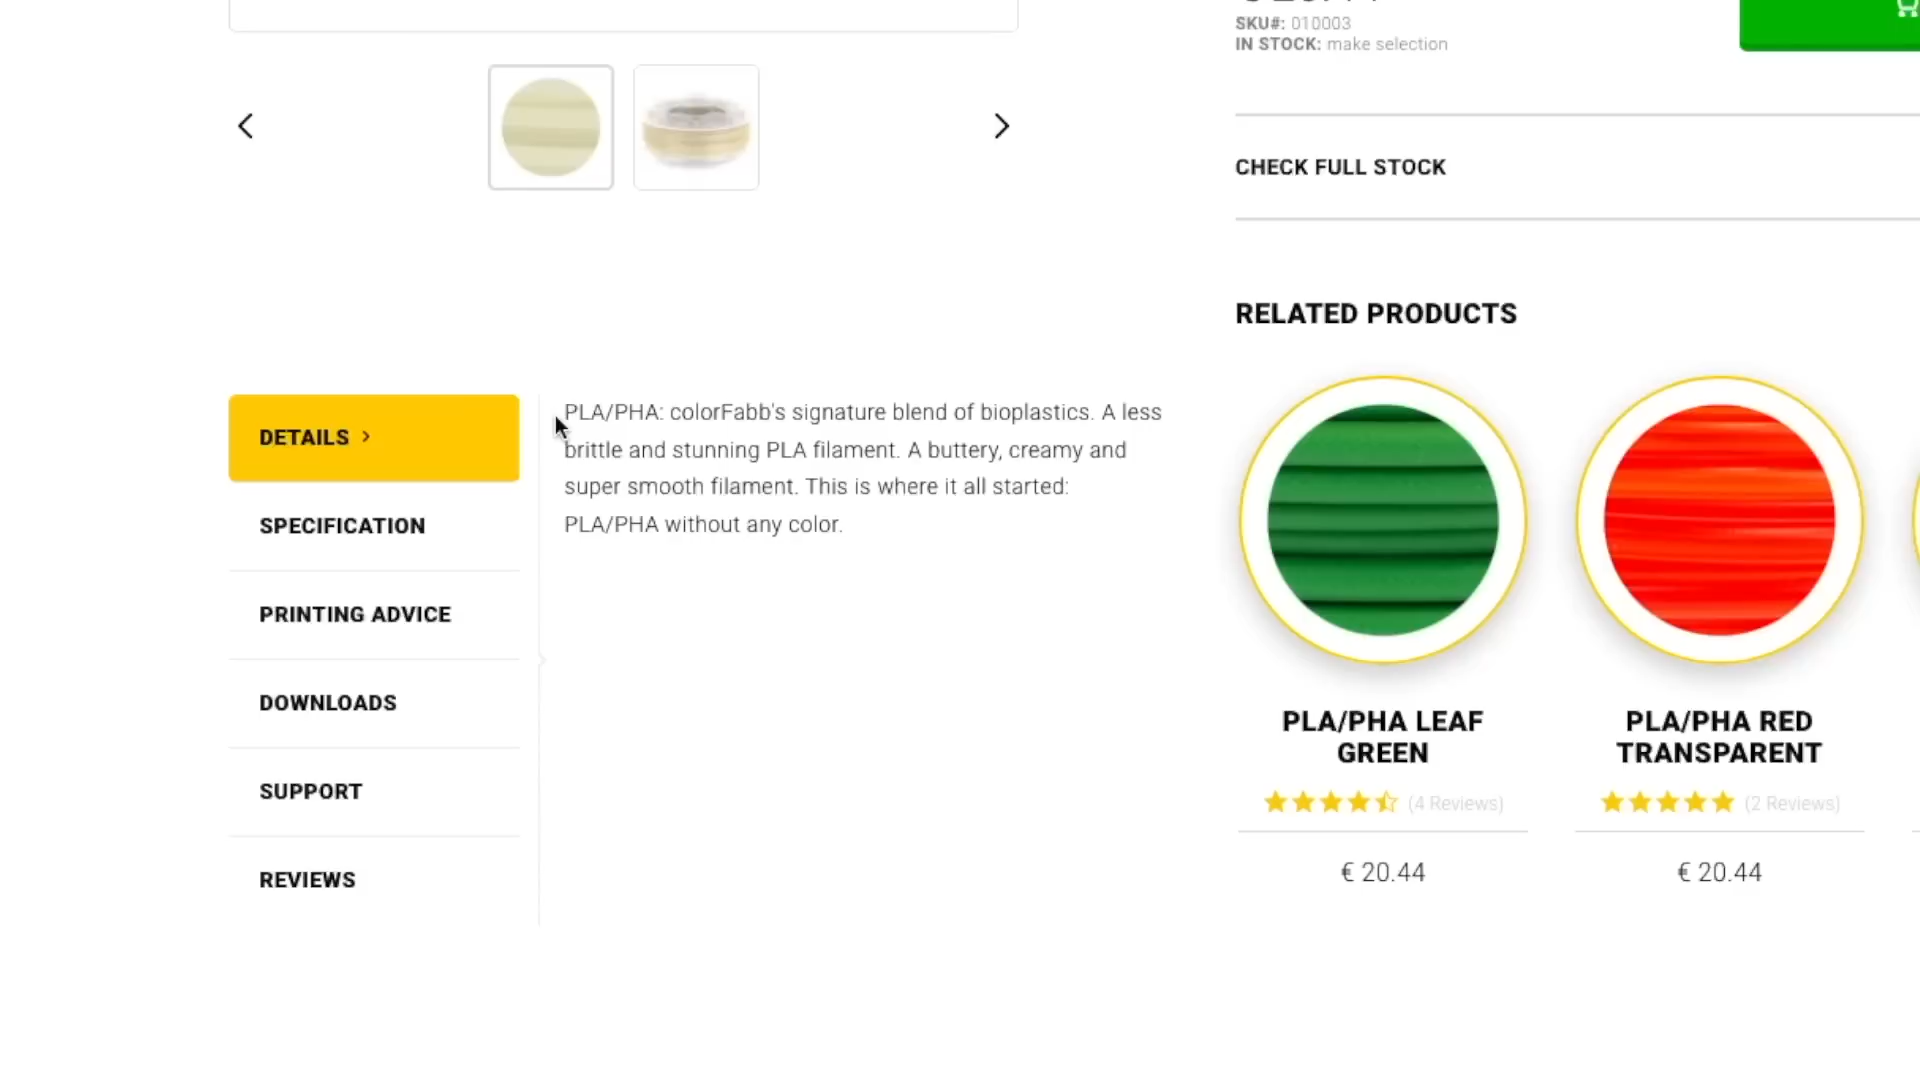 SKU#: 010003
IN STOCK: make selection
CHECK FULL STOCK
RELATED PRODUCTS
DETAILS
SPECIFICATION
PRINTING ADVICE
DOWNLOADS
SUPPORT
REVIEWS
PLA/PHA: colorFabb's signature blend of bioplastics. A less
brittle and stunning PLA filament. A buttery, creamy and
super smooth filament. This is where it all started:
PLA/PHA without any color.
PLA/PHA LEAF
GREEN
(4 Reviews)
€ 20.44
PLA/PHA RED
TRANSPARENT
(2 Reviews)
€ 20.44